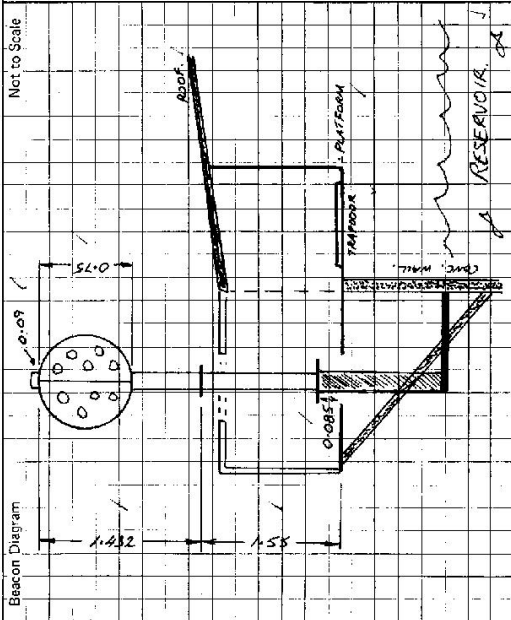 Beacon Diagram
Not to Scale
0.09
0.75
ROOF.
1.432
1.55
0.085
PLATFORM
TRAPDOOR
CONC. WALL.
RESERVOIR.